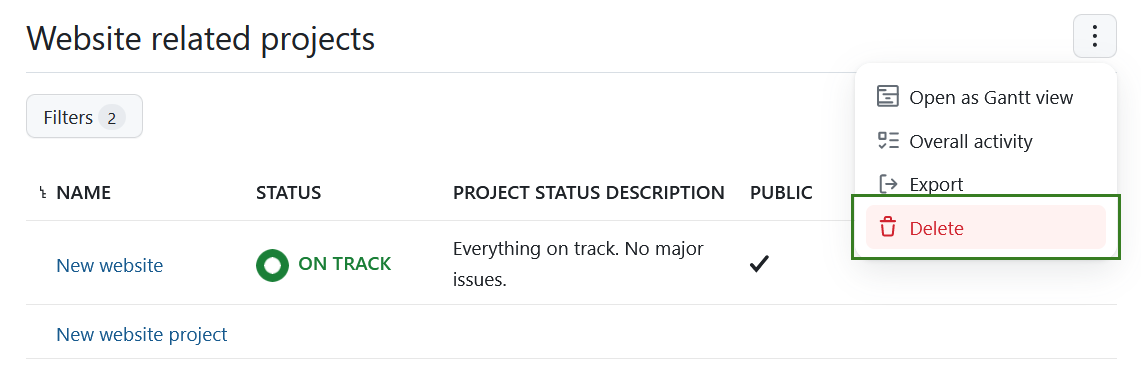 Website related projects
Filters 2
Open as Gantt view
Overall activity
Export
Delete
NAME STATUS PROJECT STATUS DESCRIPTION PUBLIC
New website ON TRACK Everything on track. No major
issues.
New website project